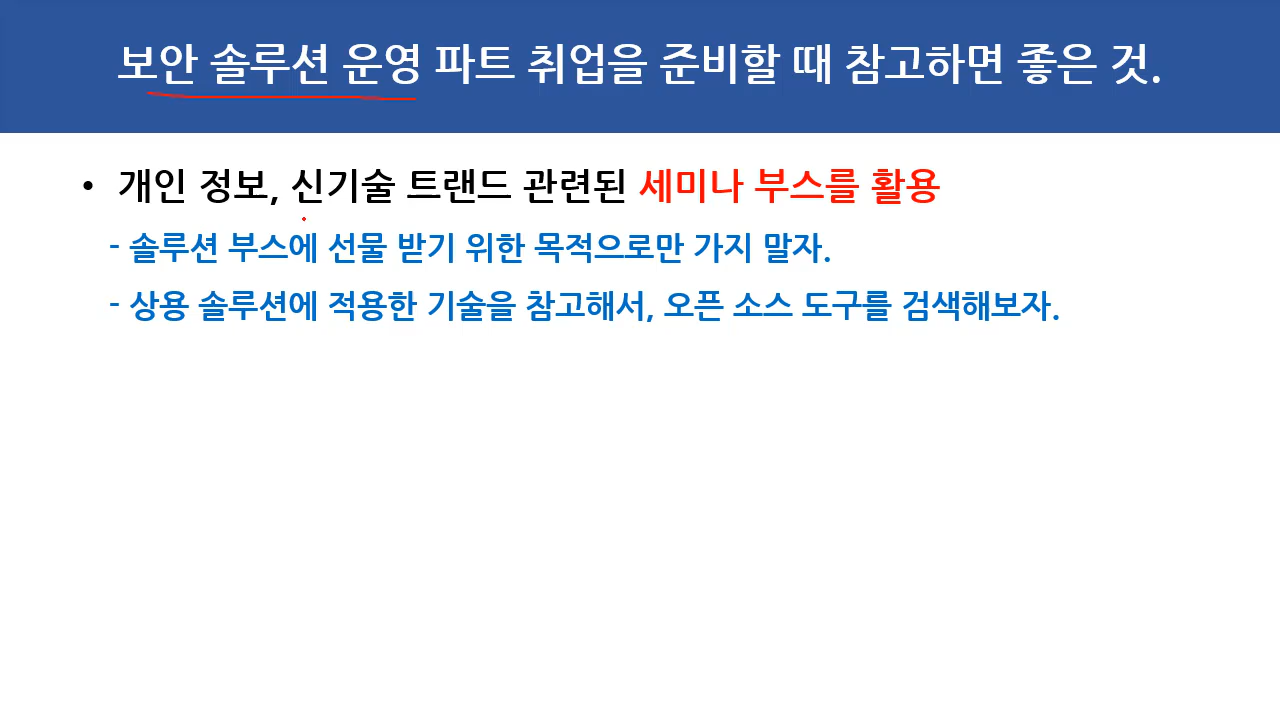 보안 솔루션 운영 파트 취업을 준비할 때 참고하면 좋은 것.
• 개인 정보, 신기술 트랜드 관련된 세미나 부스를 활용
- 솔루션 부스에 선물 받기 위한 목적으로만 가지 말자.
- 상용 솔루션에 적용한 기술을 참고해서, 오픈 소스 도구를 검색해보자.